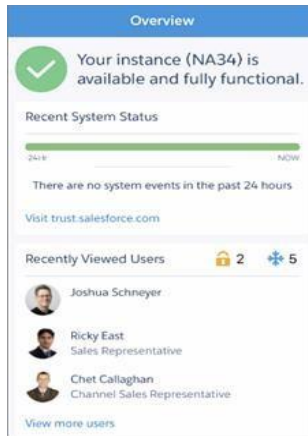 Overview
Your instance (NA34) is
available and fully functional.
Recent System Status
24Hr NOW
There are no system events in the past 24 hours
Visit trust.salesforce.com
Recently Viewed Users 2 5
Joshua Schneyer
Ricky East
Sales Representative
Chet Callaghan
Channel Sales Representative
View more users